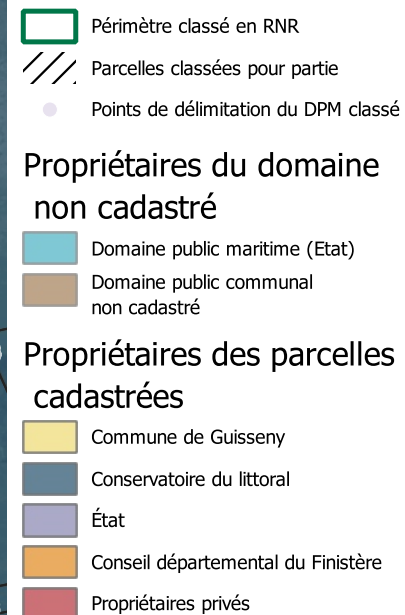 Périmètre classé en RNR
Parcelles classées pour partie
Points de délimitation du DPM classé
Propriétaires du domaine
non cadastré
Domaine public maritime (Etat)
Domaine public communal
non cadastré
Propriétaires des parcelles
cadastrées
Commune de Guisseny
Conservatoire du littoral
État
Conseil départemental du Finistère
Propriétaires privés